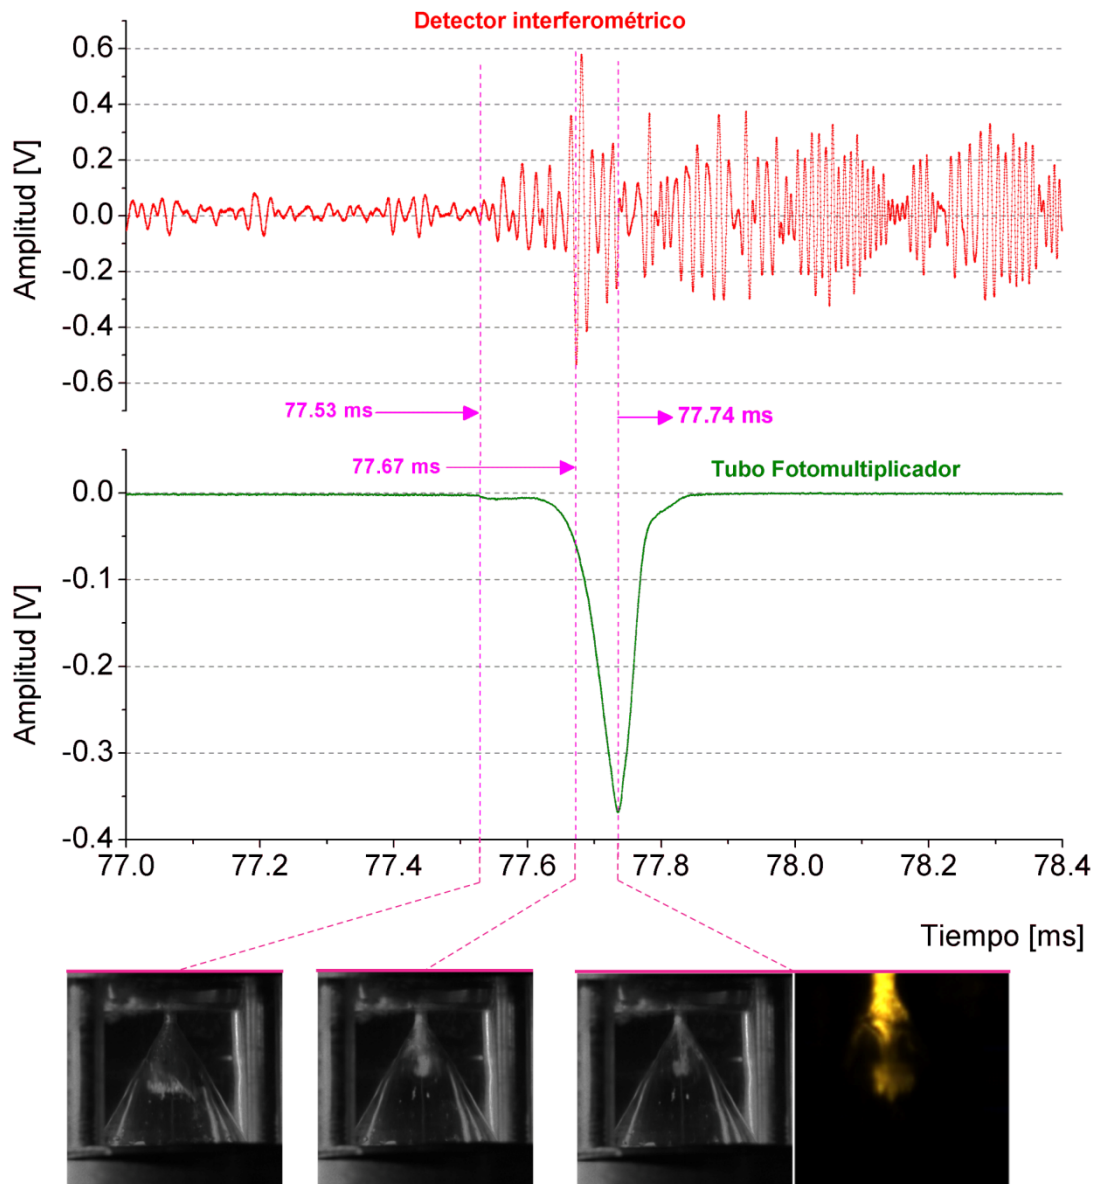 Detector interferométrico
0.6
0.4
0.2
0.0
-0.2
-0.4
-0.6
Amplitud [V]
77.53 ms
77.74 ms
77.67 ms
Tubo Fotomultiplicador
0.0
-0.1
-0.2
-0.3
-0.4
Amplitud [V]
77.0 77.2 77.4 77.6 77.8 78.0 78.2 78.4
Tiempo [ms]